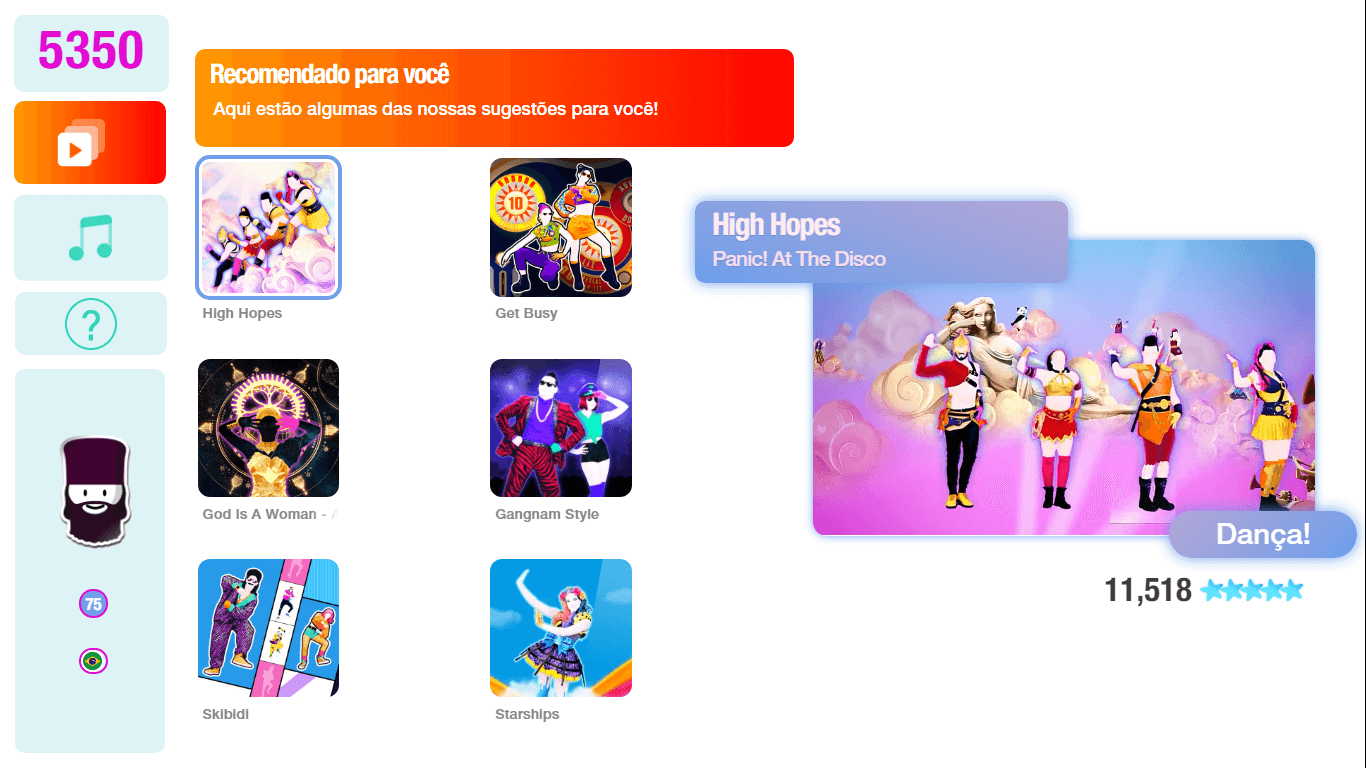 5350
Recomendado para você
Aqui estão algumas das nossas sugestões para você!
High Hopes
Get Busy
10
High Hopes
Panic! At The Disco
God Is A Woman -
Gangnam Style
Dança!
11,518
75
Skibidi
Starships
?